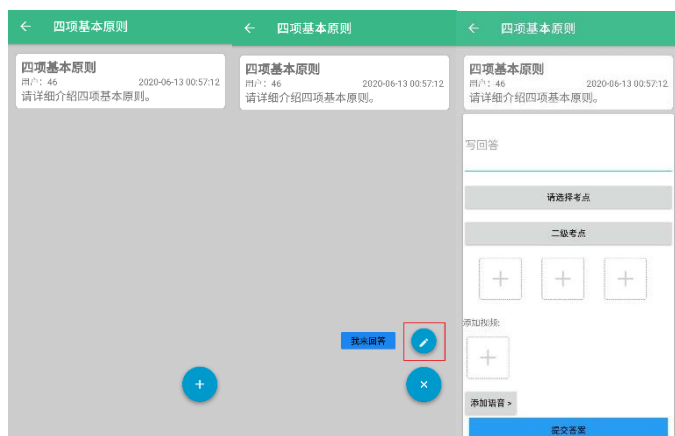 四项基本原则
四项基本原则
用户：46 2020-06-13 00:57:12
请详细介绍四项基本原则。
四项基本原则
四项基本原则
用户：46 2020-06-13 00:57:12
请详细介绍四项基本原则。
我来回答
四项基本原则
四项基本原则
用户：46 2020-06-13 00:57:12
请详细介绍四项基本原则。
写回答
请选择考点
二级考点
添加视频:
添加语音 >
提交答案